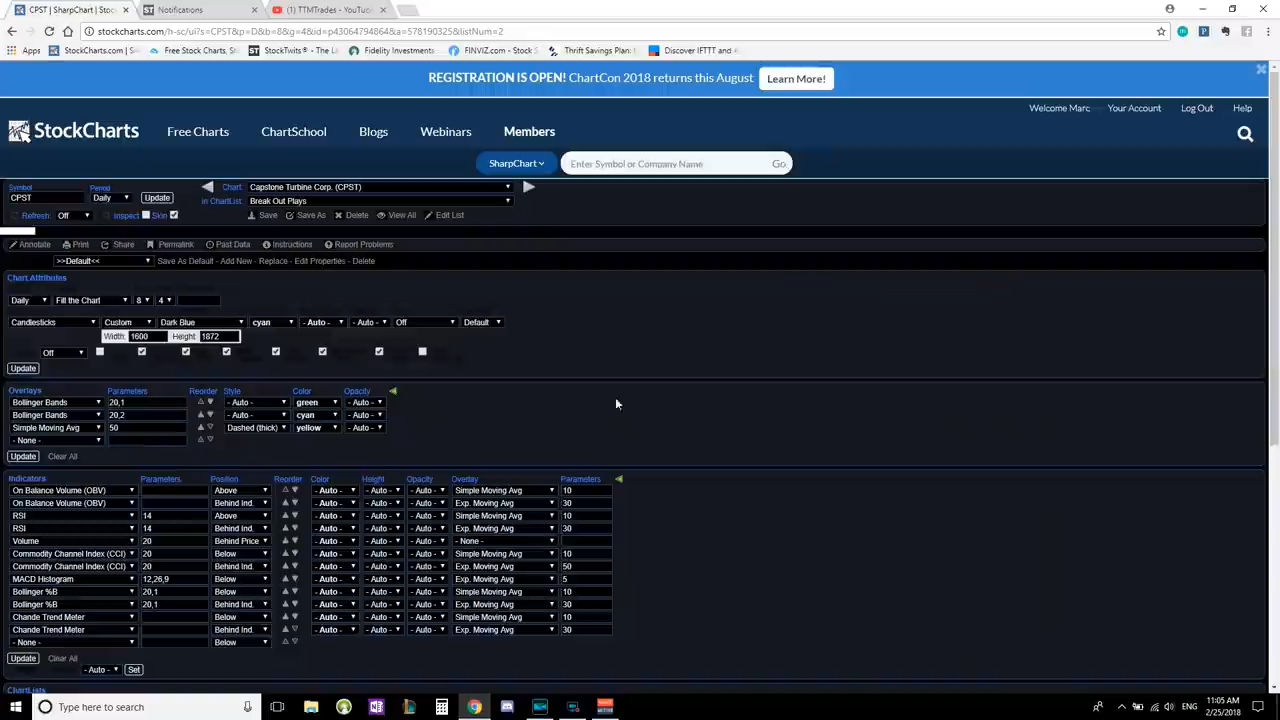 CPST | SharpChart | Stock
Notifications
(1) TTMTrades - YouTube
stockcharts.com/h-sc/ui?s=CPST&p=D&b=8&g=4&id=p43064794864&a=578190325&listNum=2
Apps StockCharts.com | S Free Stock Charts, St StockTwits® - The L Fidelity Investments FINVIZ.com - Stock S Thrift Savings Plan: Discover IFTTT and A
REGISTRATION IS OPEN! ChartCon 2018 returns this August Learn More!
Welcome Marc Your Account Log Out Help
StockCharts Free Charts ChartSchool Blogs Webinars Members
SharpChart Enter Symbol or Company Name Go
Symbol Period Chart Capstone Turbine Corp. (CPST)
CPST Daily Update in ChartList Break Out Plays
Refresh: Off Inspect Skin Save Save As Delete View All Edit List
Annotate Print Share Permalink Past Data Instructions Report Problems
>>Default<< Save As Default - Add New - Replace - Edit Properties - Delete
Chart Attributes
Daily Fill the Chart 8 4
Candlesticks Custom Dark Blue cyan - Auto - - Auto - Off Default
Width: 1600 Height: 1872
Off
Update
Overlays Parameters Reorder Style Color Opacity
Bollinger Bands 20,1 - Auto - green - Auto -
Bollinger Bands 20,2 - Auto - cyan - Auto -
Simple Moving Avg 50 Dashed (thick) yellow - Auto -
- None -
Update Clear All
Indicators Parameters Position Reorder Color Height Opacity Overlay Parameters
On Balance Volume (OBV) Above - Auto - - Auto - - Auto - Simple Moving Avg 10
On Balance Volume (OBV) Behind Ind. - Auto - - Auto - - Auto - Exp. Moving Avg 30
RSI 14 Above - Auto - - Auto - - Auto - Simple Moving Avg 10
RSI 14 Behind Ind. - Auto - - Auto - - Auto - Exp. Moving Avg 30
Volume 20 Behind Price - Auto - - Auto - - Auto - - None -
Commodity Channel Index (CCI) 20 Below - Auto - - Auto - - Auto - Simple Moving Avg 10
Commodity Channel Index (CCI) 20 Behind Ind. - Auto - - Auto - - Auto - Exp. Moving Avg 50
MACD Histogram 12,26,9 Below - Auto - - Auto - - Auto - Exp. Moving Avg 5
Bollinger %B 20,1 Below - Auto - - Auto - - Auto - Simple Moving Avg 10
Bollinger %B 20,1 Behind Ind. - Auto - - Auto - - Auto - Exp. Moving Avg 30
Chande Trend Meter Below - Auto - - Auto - - Auto - Simple Moving Avg 10
Chande Trend Meter Behind Ind. - Auto - - Auto - - Auto - Exp. Moving Avg 30
- None - Below
Update Clear All
- Auto - Set
ChartLists
Type here to search ENG 11:05 AM
2/25/2018